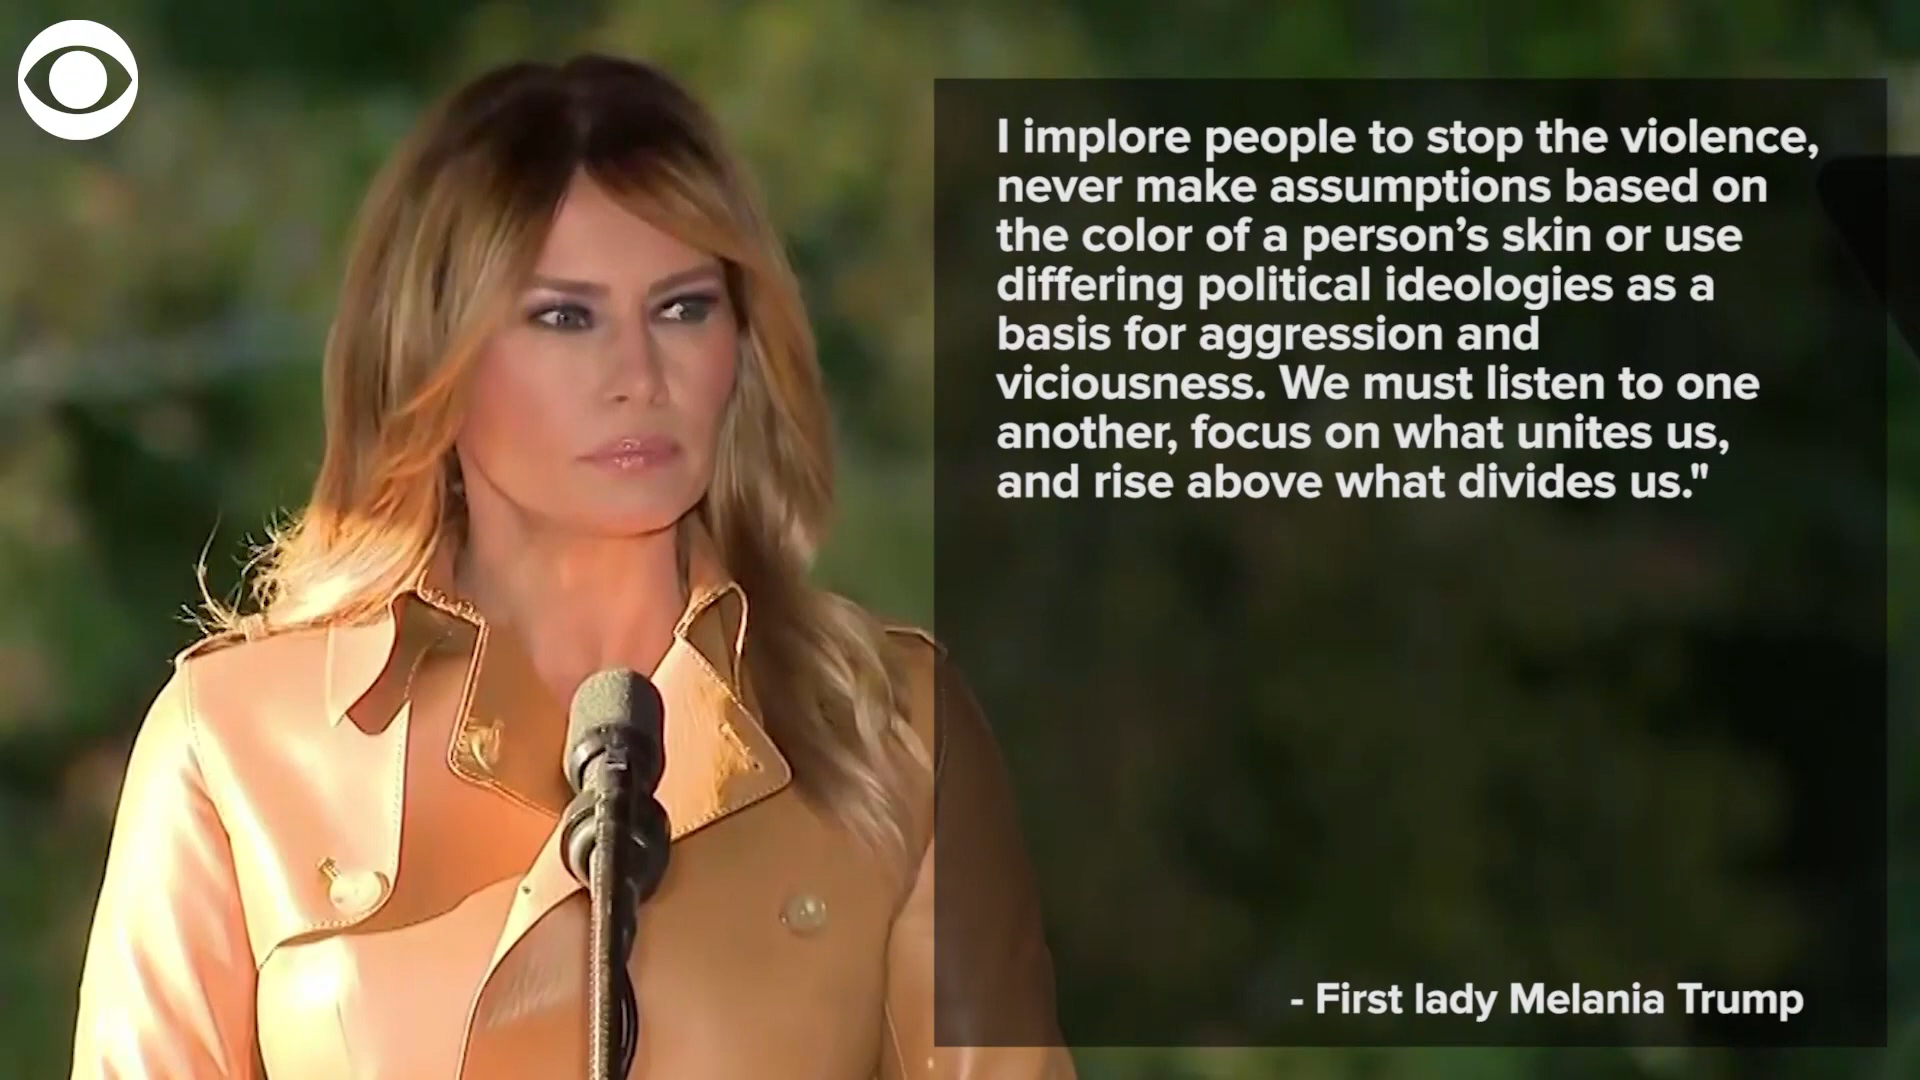 I implore people to stop the violence,
never make assumptions based on
the color of a person’s skin or use
differing political ideologies as a
basis for aggression and
viciousness. We must listen to one
another, focus on what unites us,
and rise above what divides us."
- First lady Melania Trump